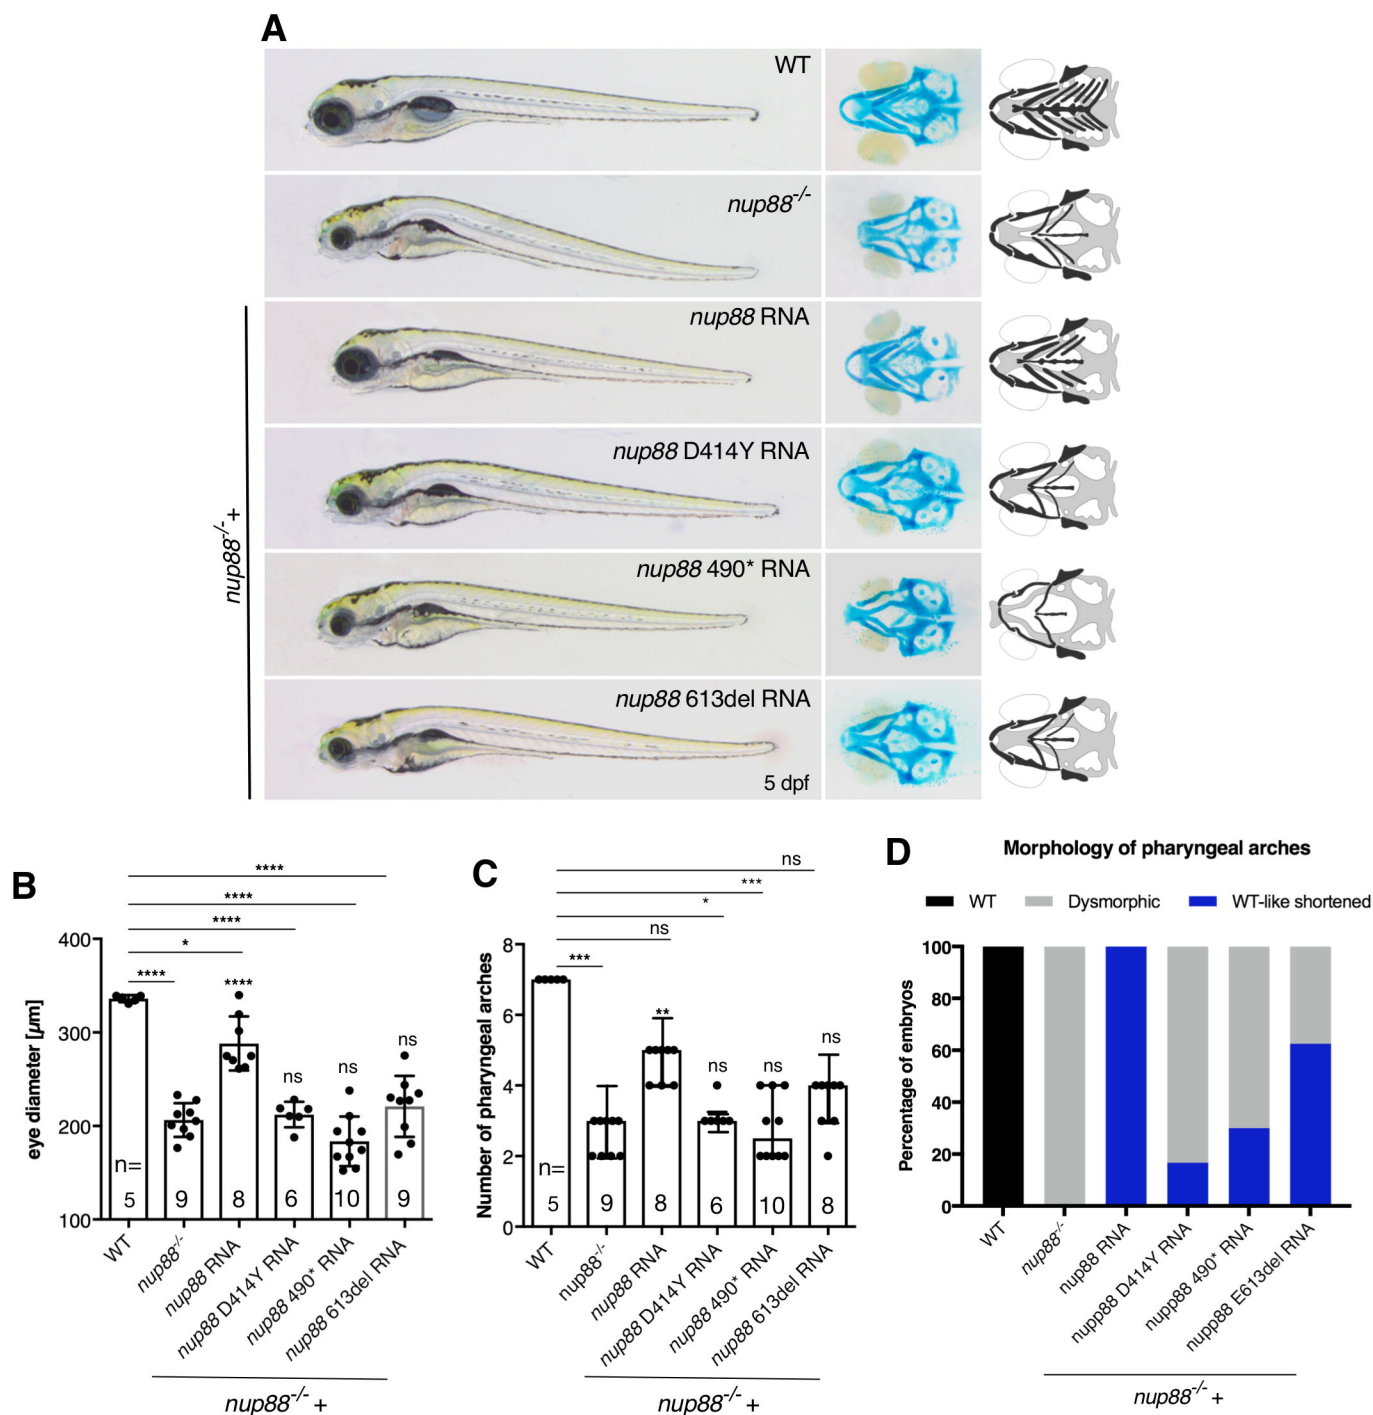 A
WT
nup88-/-
nup88 RNA
nup88 D414Y RNA
nup88 490* RNA
nup88 613del RNA
5 dpf
nup88-/- +
B
****
****
****
*
****
****
ns
ns
ns
eye diameter [µm]
400
300
200
100
n=
5
9
8
6
10
9
WT
nup88-/-
nup88 RNA
nup88 D414Y RNA
nup88 490* RNA
nup88 613del RNA
nup88-/- +
C
ns
***
*
ns
***
**
ns
ns
ns
Number of pharyngeal arches
8
6
4
2
0
n=
5
9
8
6
10
8
WT
nup88-/-
nup88 RNA
nup88 D414Y RNA
nup88 490* RNA
nup88 613del RNA
nup88-/- +
D
Morphology of pharyngeal arches
WT
Dysmorphic
WT-like shortened
Percentage of embryos
100
80
60
40
20
0
WT
nup88-/-
nup88 RNA
nupp88 D414Y RNA
nupp88 490* RNA
nupp88 E613del RNA
nup88-/- +